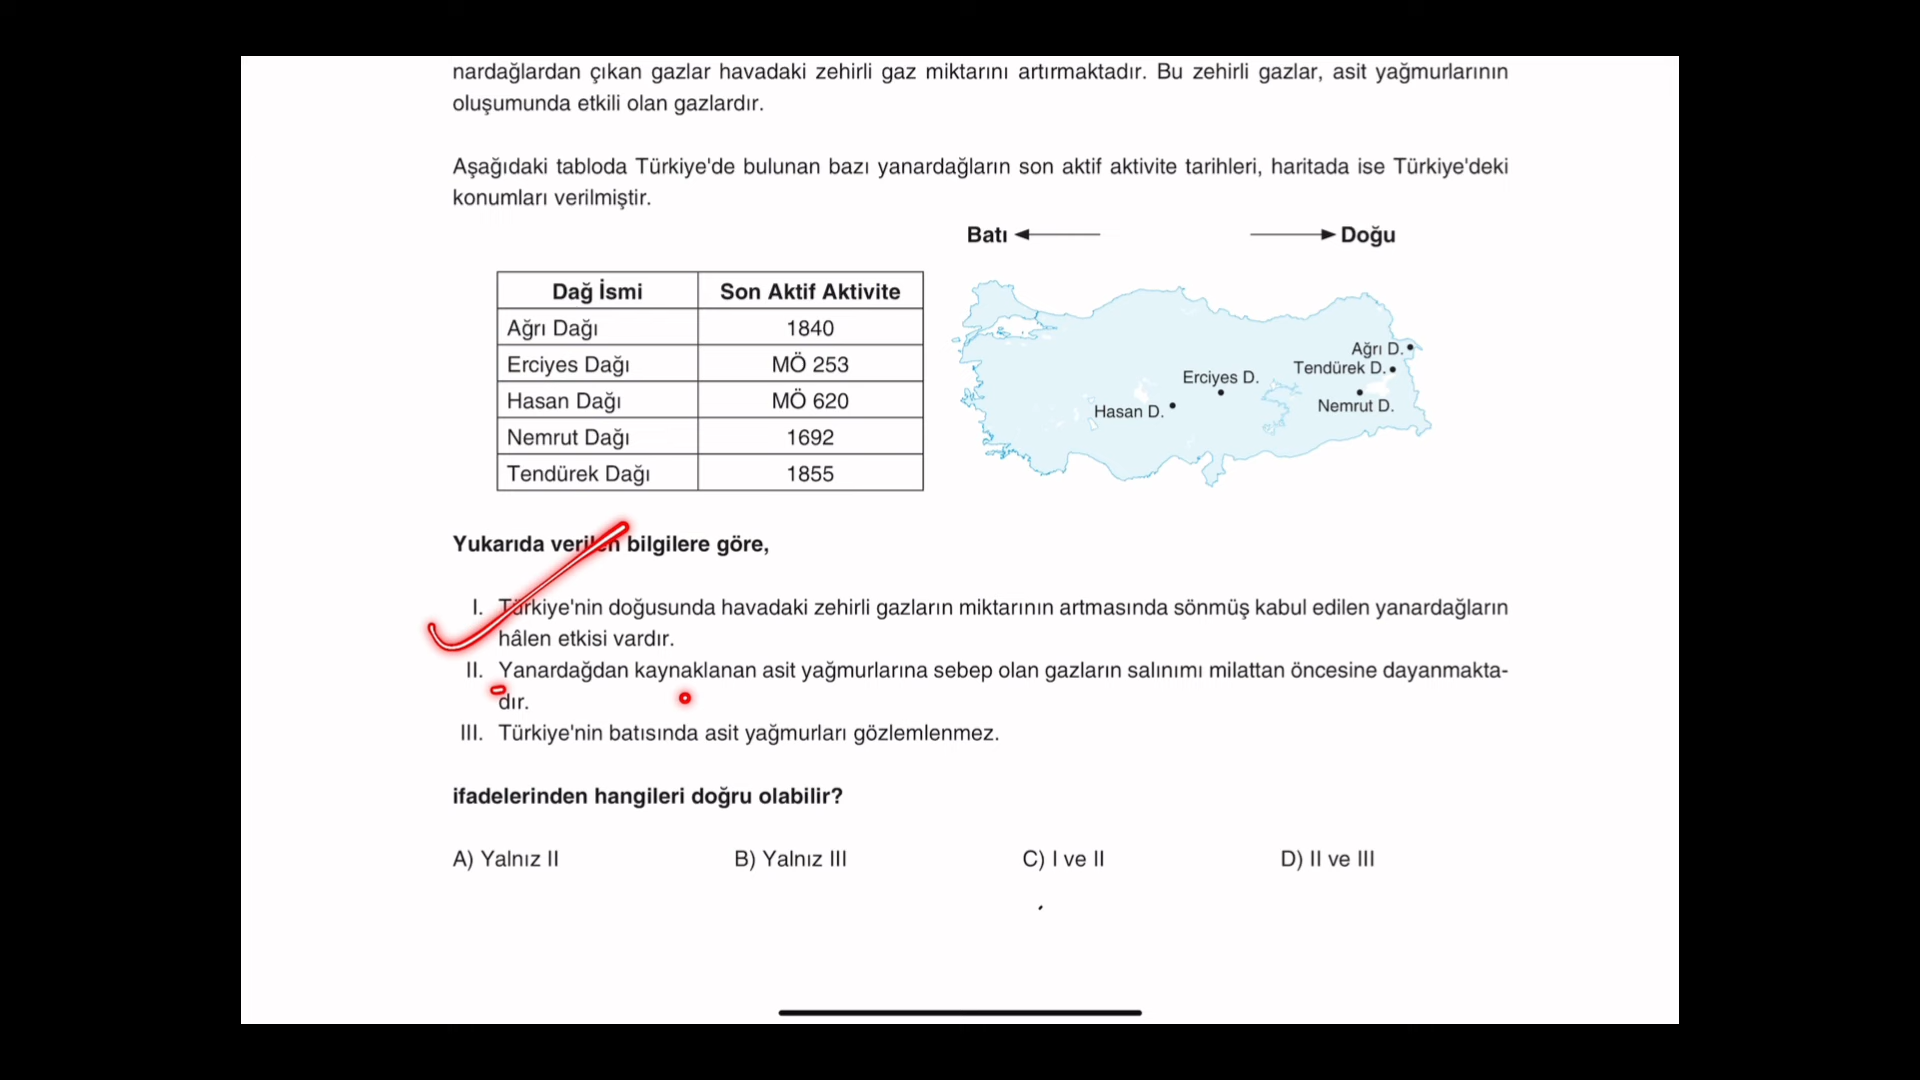 nardağlardan çıkan gazlar havadaki zehirli gaz miktarını artırmaktadır. Bu zehirli gazlar, asit yağmurlarının
oluşumunda etkili olan gazlardır.
Aşağıdaki tabloda Türkiye'de bulunan bazı yanardağların son aktif aktivite tarihleri, haritada ise Türkiye'deki
konumları verilmiştir.
Dağ İsmi Son Aktif Aktivite
Ağrı Dağı 1840
Erciyes Dağı MÖ 253
Hasan Dağı MÖ 620
Nemrut Dağı 1692
Tendürek Dağı 1855
Batı Doğu
Ağrı D.
Tendürek D.
Erciyes D.
Nemrut D.
Hasan D.
Yukarıda verilen bilgilere göre,
I. Türkiye'nin doğusunda havadaki zehirli gazların miktarının artmasında sönmüş kabul edilen yanardağların
hâlen etkisi vardır.
II. Yanardağdan kaynaklanan asit yağmurlarına sebep olan gazların salınımı milattan öncesine dayanmakta-
dır.
III. Türkiye'nin batısında asit yağmurları gözlemlenmez.
ifadelerinden hangileri doğru olabilir?
A) Yalnız II B) Yalnız III C) I ve II D) II ve III